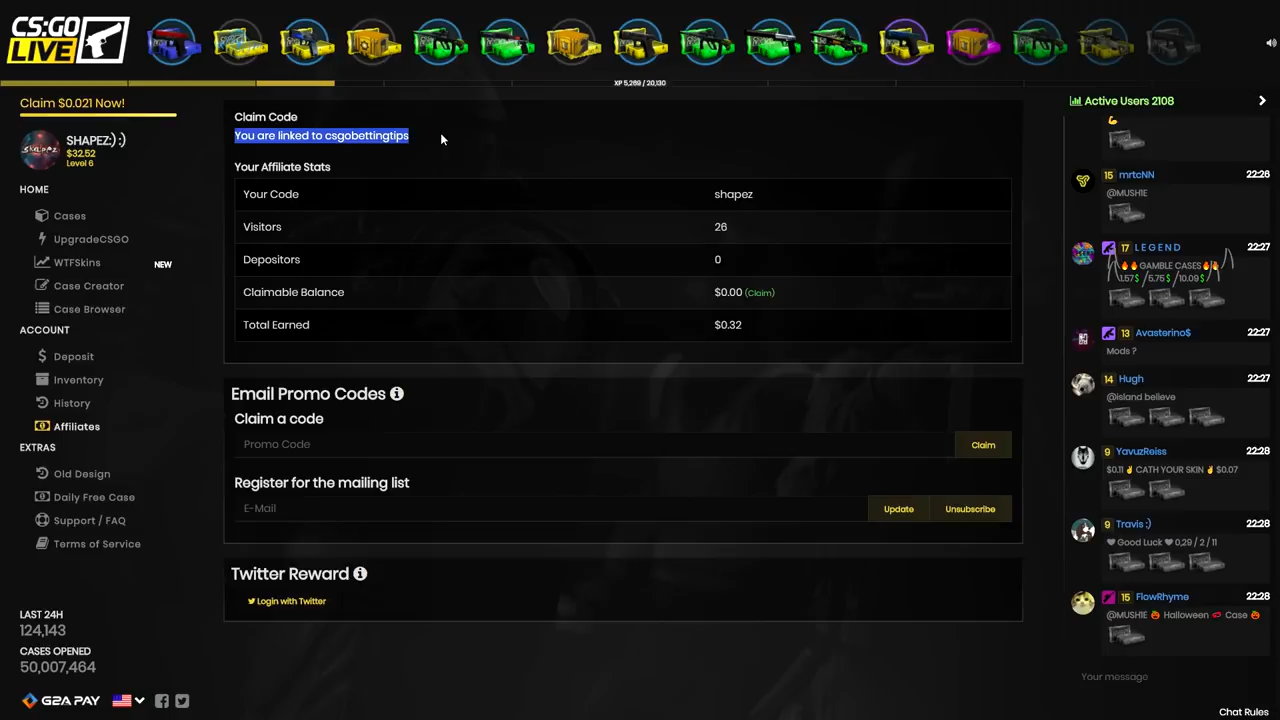 CS:GO
LIVE
XP 5,269 / 20,130
Claim $0.021 Now!
SHAPEZ:) ;)
$32.52
Level 6
HOME
Cases
UpgradeCSGO
WTFSkins NEW
Case Creator
Case Browser
ACCOUNT
Deposit
Inventory
History
Affiliates
EXTRAS
Old Design
Daily Free Case
Support / FAQ
Terms of Service
LAST 24H
124,143
CASES OPENED
50,007,464
G2A PAY
Claim Code
You are linked to csgobettingtips
Your Affiliate Stats
Your Code shapez
Visitors 26
Depositors 0
Claimable Balance $0.00 (Claim)
Total Earned $0.32
Email Promo Codes
Claim a code
Promo Code Claim
Register for the mailing list
E-Mail Update Unsubscribe
Twitter Reward
Login with Twitter
Active Users 2108
💪
15 mrtcNN 22:26
@MUSH1E
17 L E G E N D 22:27
🔥🔥 GAMBLE CASES🔥🔥
1.57$ / 5.75 $ / 10.09 $
13 Avasterino$ 22:27
Mods ?
14 Hugh 22:27
@island believe
9 YavuzReiss 22:28
$0.11 ✌ CATH YOUR SKIN ✌ $0.07
9 Travis :) 22:28
❤ Good Luck ❤ 0,29 / 2 / 11
15 FlowRhyme 22:28
@MUSH1E 🎃 Halloween Case 🎃
Your message
Chat Rules